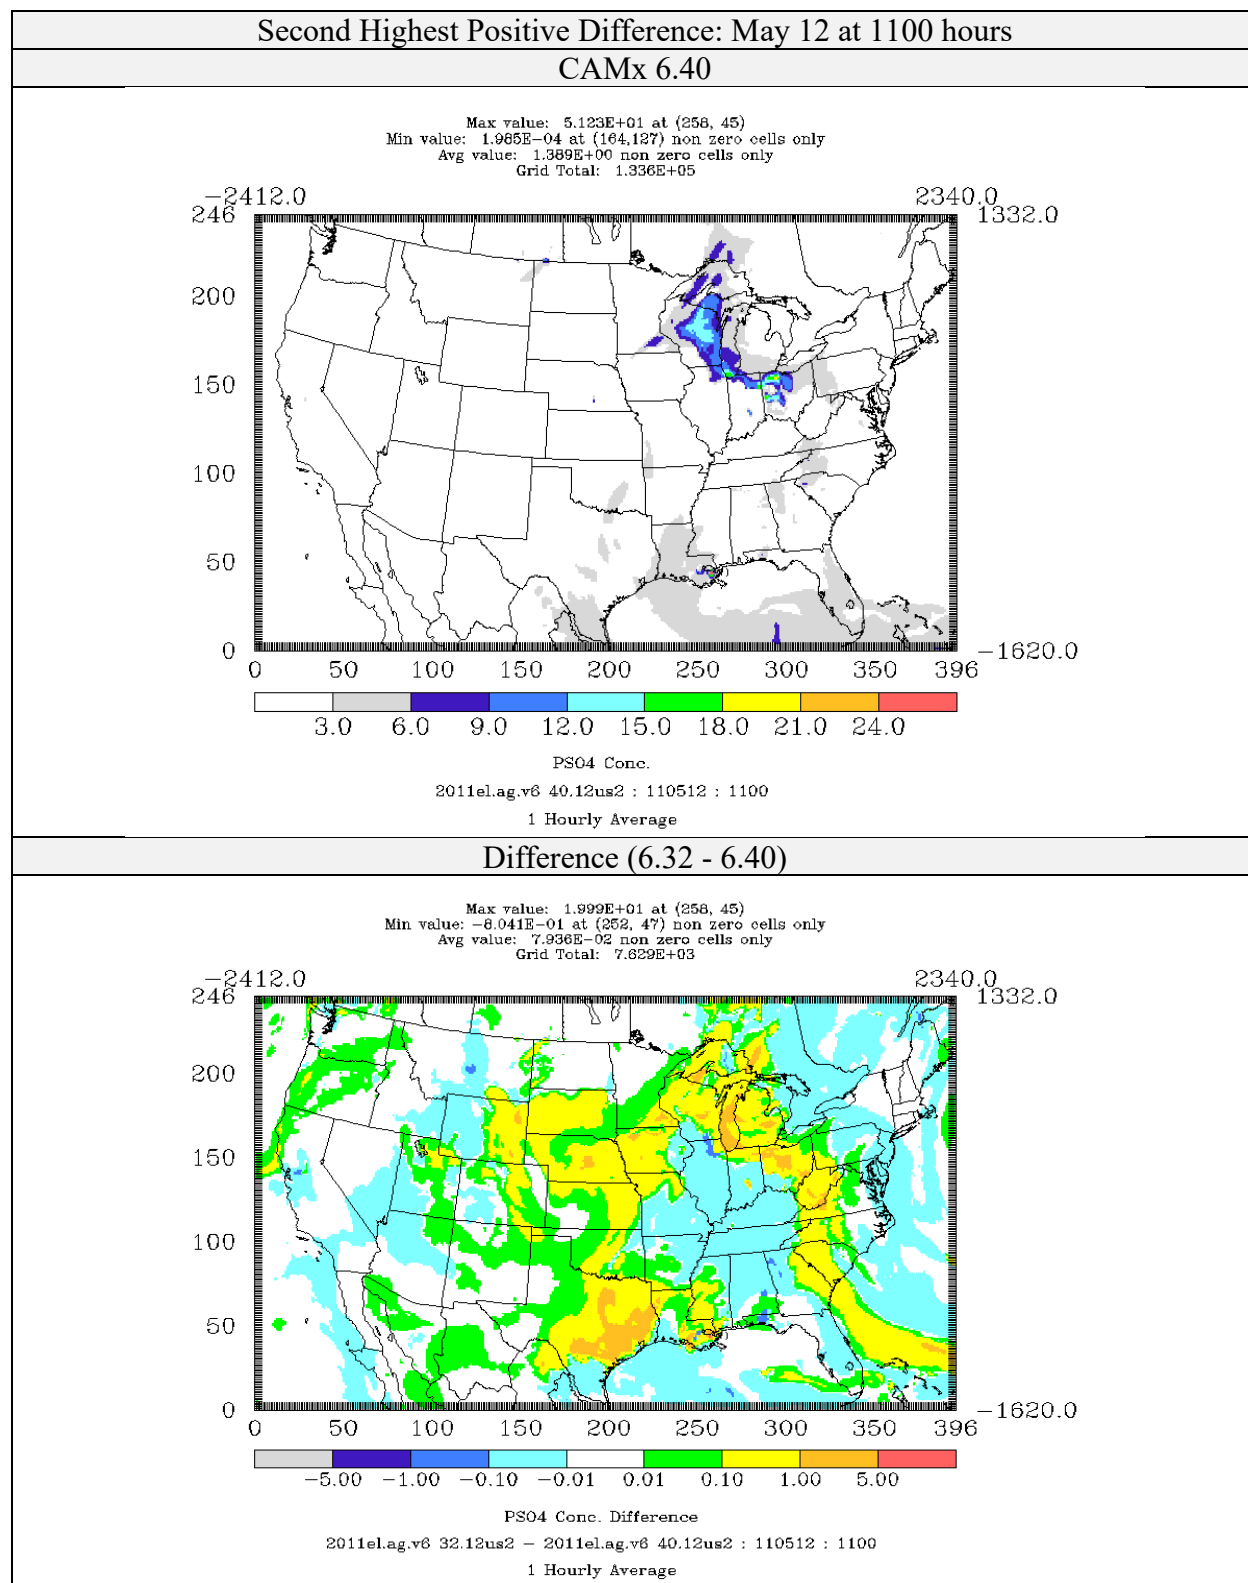 Second Highest Positive Difference: May 12 at 1100 hours
CAMx 6.40
Max value: 5.123E+01 at (258, 45)
Min value: 1.985E-04 at (164,127) non zero cells only
Avg value: 1.389E+00 non zero cells only
Grid Total: 1.336E+05
-2412.0 2340.0
246 1332.0
200
150
100
50
0 -1620.0
0 50 100 150 200 250 300 350 396
3.0 6.0 9.0 12.0 15.0 18.0 21.0 24.0
PSO4 Conc.
2011el.ag.v6 40.12us2 : 110512 : 1100
1 Hourly Average
Difference (6.32 - 6.40)
Max value: 1.999E+01 at (258, 45)
Min value: -8.041E-01 at (252, 47) non zero cells only
Avg value: 7.936E-02 non zero cells only
Grid Total: 7.629E+03
-2412.0 2340.0
246 1332.0
200
150
100
50
0 -1620.0
0 50 100 150 200 250 300 350 396
-5.00 -1.00 -0.10 -0.01 0.01 0.10 1.00 5.00
PSO4 Conc. Difference
2011el.ag.v6 32.12us2 - 2011el.ag.v6 40.12us2 : 110512 : 1100
1 Hourly Average